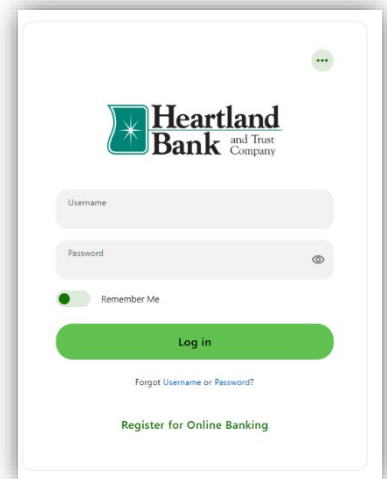 Heartland
Bank and Trust Company
Username
Password
Remember Me
Log in
Forgot Username or Password?
Register for Online Banking